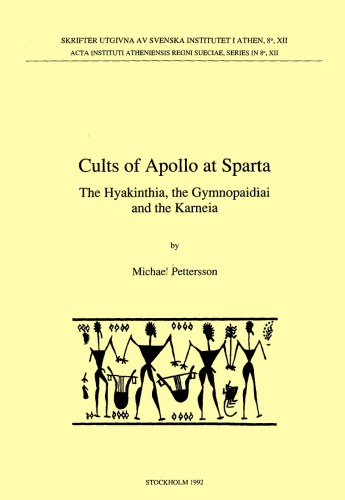 SKRIFTER UTGIVNA AV SVENSKA INSTITUTET I ATHEN, 8°, XII
ACTA INSTITUTI ATHENIENSIS REGNI SUECIAE, SERIES IN 8°, XII
Cults of Apollo at Sparta
The Hyakinthia, the Gymnopaidiai
and the Karneia
by
Michael Pettersson
STOCKHOLM 1992